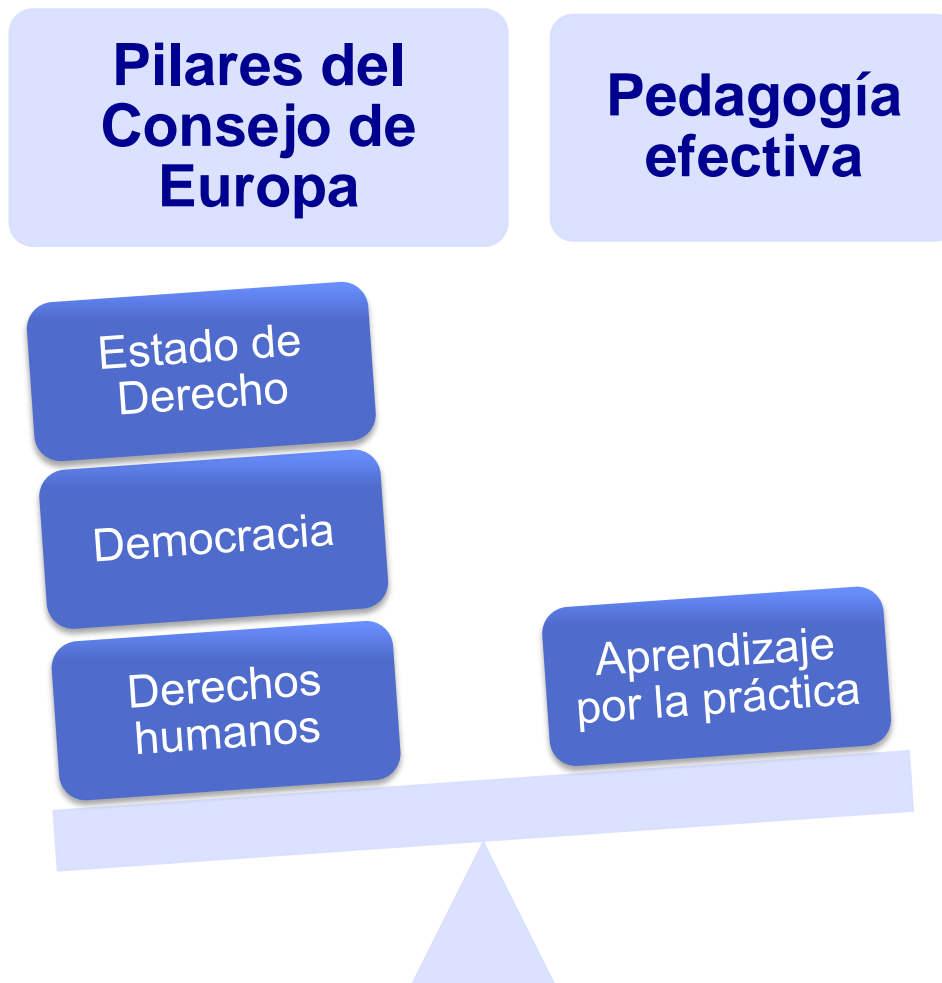 Pilares del
Consejo de
Europa
Pedagogía
efectiva
Estado de
Derecho
Democracia
Derechos
humanos
Aprendizaje
por la práctica